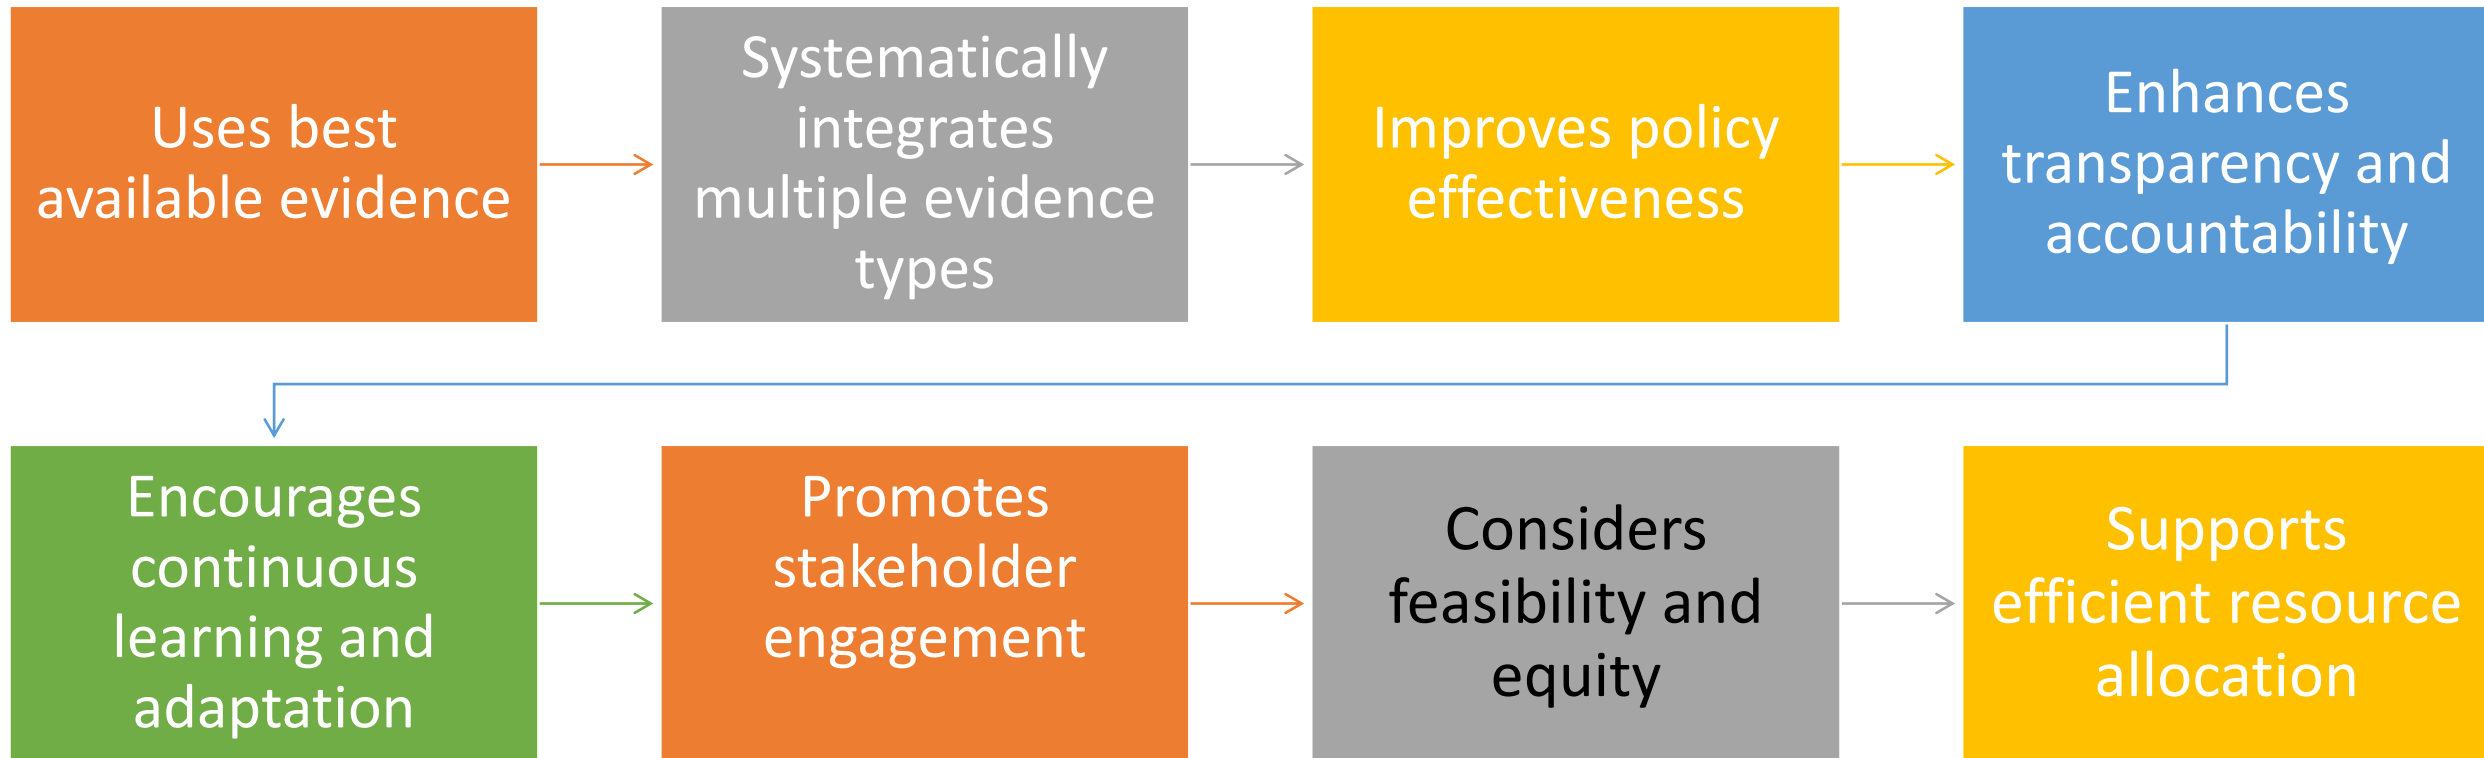 Uses best
available evidence
Systematically
integrates
multiple evidence
types
Improves policy
effectiveness
Enhances
transparency and
accountability
Encourages
continuous
learning and
adaptation
Promotes
stakeholder
engagement
Considers
feasibility and
equity
Supports
efficient resource
allocation